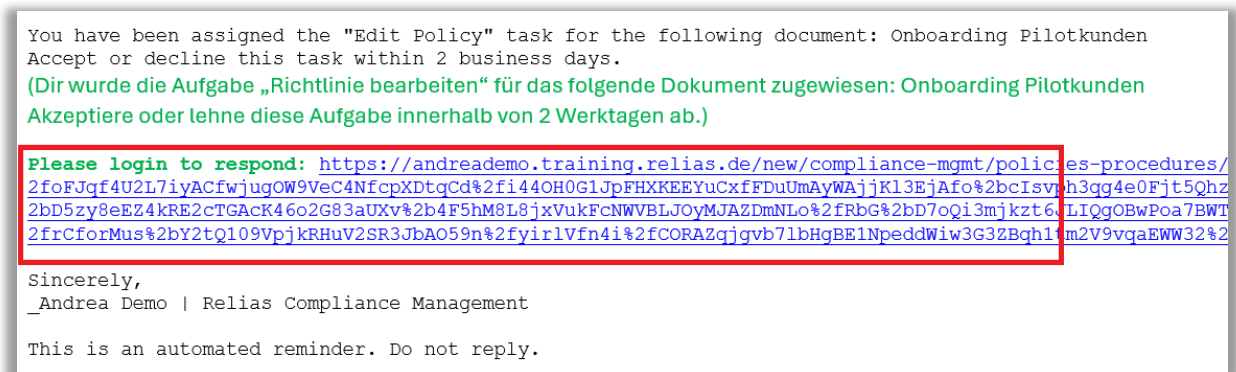 You have been assigned the "Edit Policy" task for the following document: Onboarding Pilotkunden
Accept or decline this task within 2 business days.
(Dir wurde die Aufgabe „Richtlinie bearbeiten“ für das folgende Dokument zugewiesen: Onboarding Pilotkunden
Akzeptiere oder lehne diese Aufgabe innerhalb von 2 Werktagen ab.)
Please login to respond: https://andreademo.training.relias.de/new/compliance-mgmt/policies-procedures/
2foFJqf4U2L7iyACfwjugOW9VeC4NfcpXDtqCd%2fi44OH0G1JpFHXKEEYuCxfFDuUmAyWAjjKl3EjAfo%2bcIsvph3qg4e0Fjt5Qhz
2bD5zy8eEZ4kRE2cTGAcK46o2G83aUXv%2b4F5hM8L8jxVukFcNWVBLJOyMJAZDmNLo%2fRbG%2bD7oQi3mjkzt6JLIQgOBwPoa7BWT
2frCforMus%2bY2tQ109VpjkRHuV2SR3JbAO59n%2fyirlVfn4i%2fCORAZqjgvb7lbHgBE1NpeddWiw3G3ZBqh1tm2V9vqaEWW32%2
Sincerely,
_Andrea Demo | Relias Compliance Management
This is an automated reminder. Do not reply.